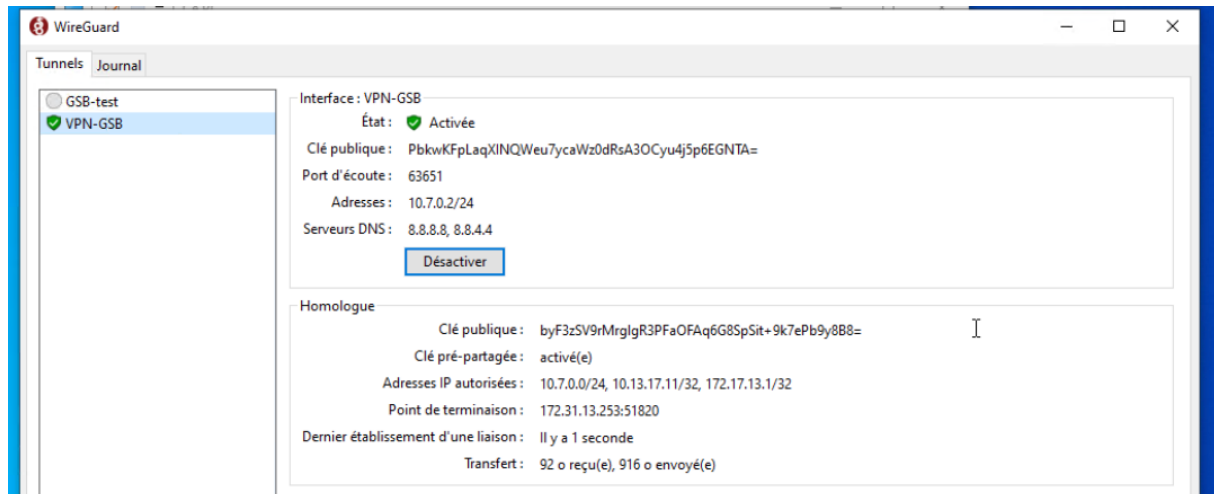 WireGuard
Tunnels Journal
GSB-test
VPN-GSB
Interface : VPN-GSB
État : Activée
Clé publique : PbkwKFpLaqXINQWeu7ycaWz0dRsA3OCyu4j5p6EGNTA=
Port d'écoute : 63651
Adresses : 10.7.0.2/24
Serveurs DNS : 8.8.8.8, 8.8.4.4
Désactiver
Homologue
Clé publique : byF3zSV9rMrgIgR3PFaOFAq6G8SpSit+9k7ePb9y8B8=
Clé pré-partagée : activé(e)
Adresses IP autorisées : 10.7.0.0/24, 10.13.17.11/32, 172.17.13.1/32
Point de terminaison : 172.31.13.253:51820
Dernier établissement d'une liaison : Il y a 1 seconde
Transfert : 92 o reçu(e), 916 o envoyé(e)